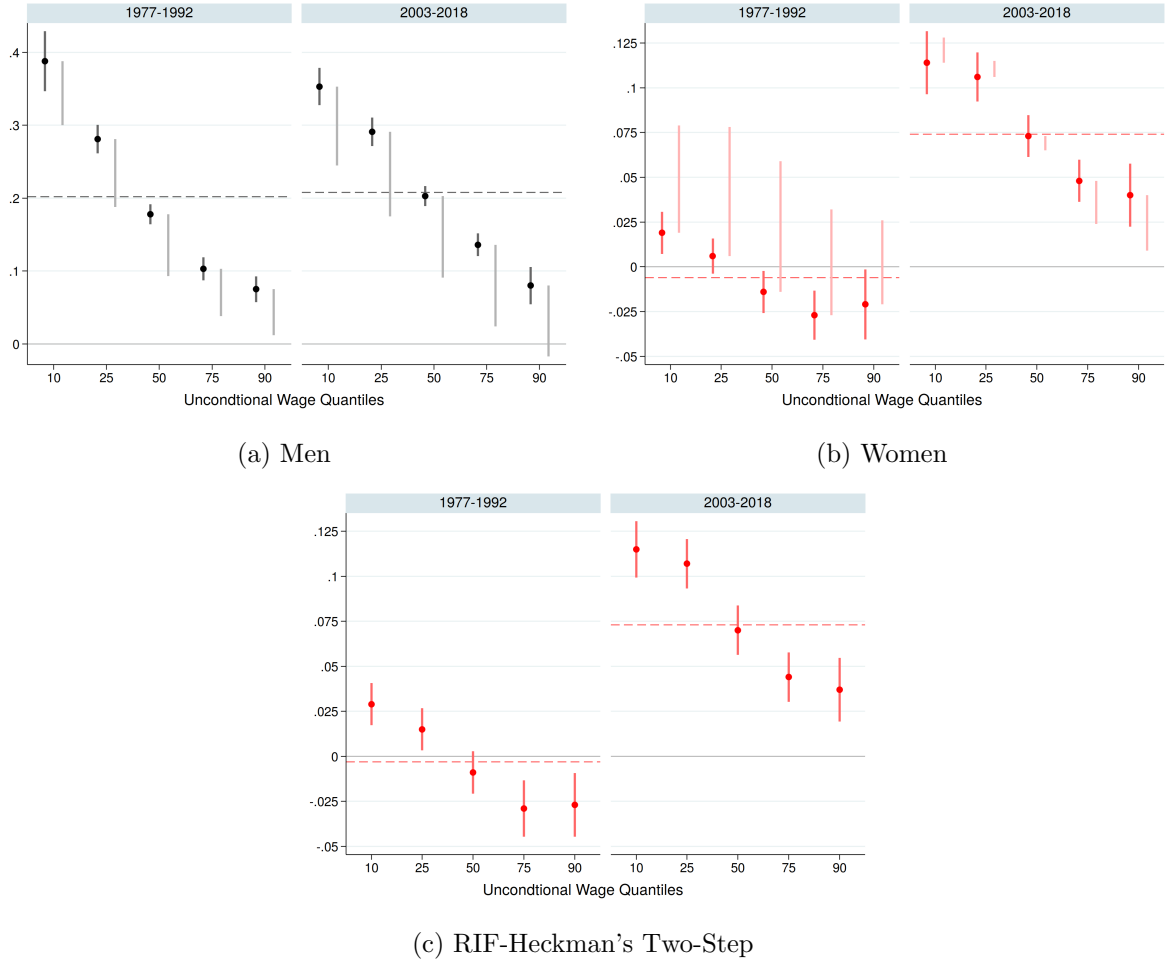 1977-1992 2003-2018
.4
.3
.2
.1
0
10 25 50 75 90 10 25 50 75 90
Uncondtional Wage Quantiles
(a) Men
1977-1992 2003-2018
.125
.1
.075
.05
.025
0
-.025
-.05
10 25 50 75 90 10 25 50 75 90
Uncondtional Wage Quantiles
(b) Women
1977-1992 2003-2018
.125
.1
.075
.05
.025
0
-.025
-.05
10 25 50 75 90 10 25 50 75 90
Uncondtional Wage Quantiles
(c) RIF-Heckman's Two-Step